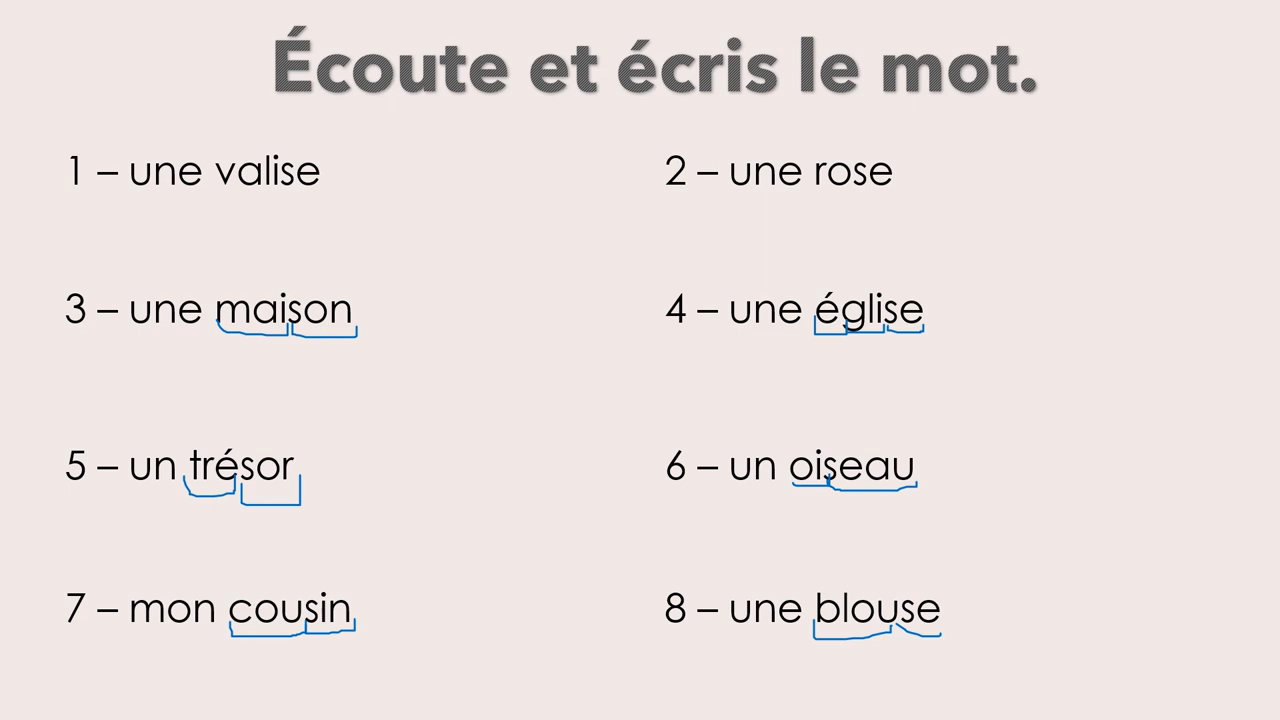 Écoute et écris le mot.
1 – une valise
2 – une rose
3 – une maison
4 – une église
5 – un trésor
6 – un oiseau
7 – mon cousin
8 – une blouse